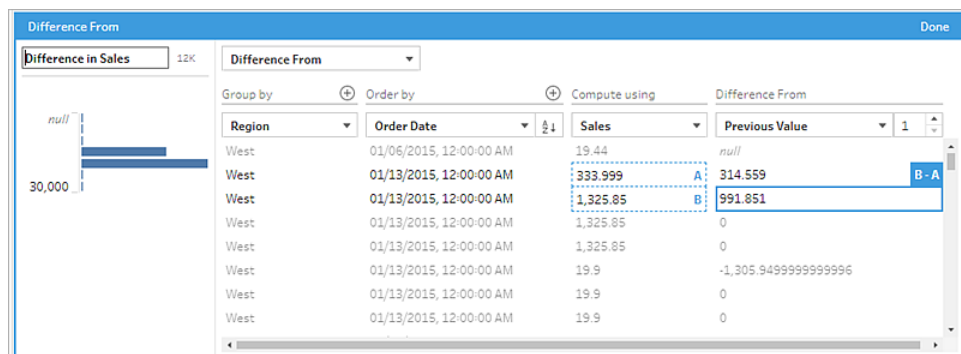 Difference From Done
Difference in Sales 12K Difference From
Group by Order by Compute using Difference From
null Region Order Date Sales Previous Value 1
West 01/06/2015, 12:00:00 AM 19.44 null
30,000 West 01/13/2015, 12:00:00 AM 333.999 A 314.559 B - A
West 01/13/2015, 12:00:00 AM 1,325.85 B 991.851
West 01/13/2015, 12:00:00 AM 1,325.85 0
West 01/13/2015, 12:00:00 AM 1,325.85 0
West 01/13/2015, 12:00:00 AM 19.9 -1,305.9499999999996
West 01/13/2015, 12:00:00 AM 19.9 0
West 01/13/2015, 12:00:00 AM 19.9 0